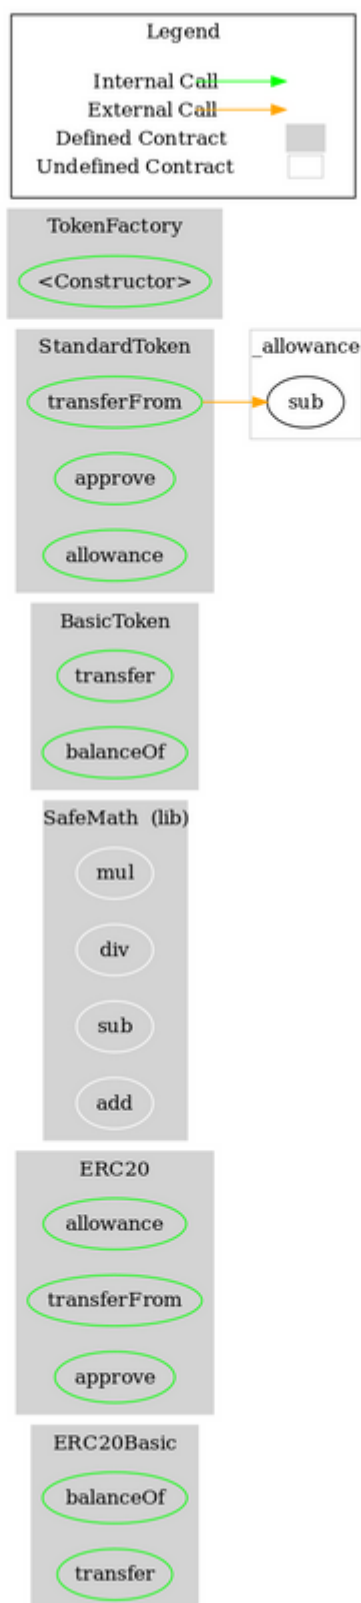 Legend
Internal Call
External Call
Defined Contract
Undefined Contract
TokenFactory
<Constructor>
StandardToken
_allowance
transferFrom
sub
approve
allowance
BasicToken
transfer
balanceOf
SafeMath  (lib)
mul
div
sub
add
ERC20
allowance
transferFrom
approve
ERC20Basic
balanceOf
transfer